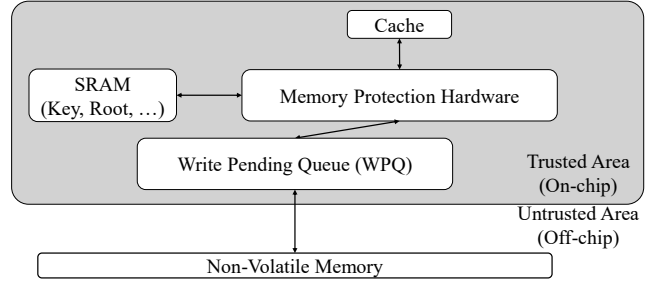 Cache
SRAM
(Key, Root, …)
Memory Protection Hardware
Write Pending Queue (WPQ)
Trusted Area
(On-chip)
Untrusted Area
(Off-chip)
Non-Volatile Memory